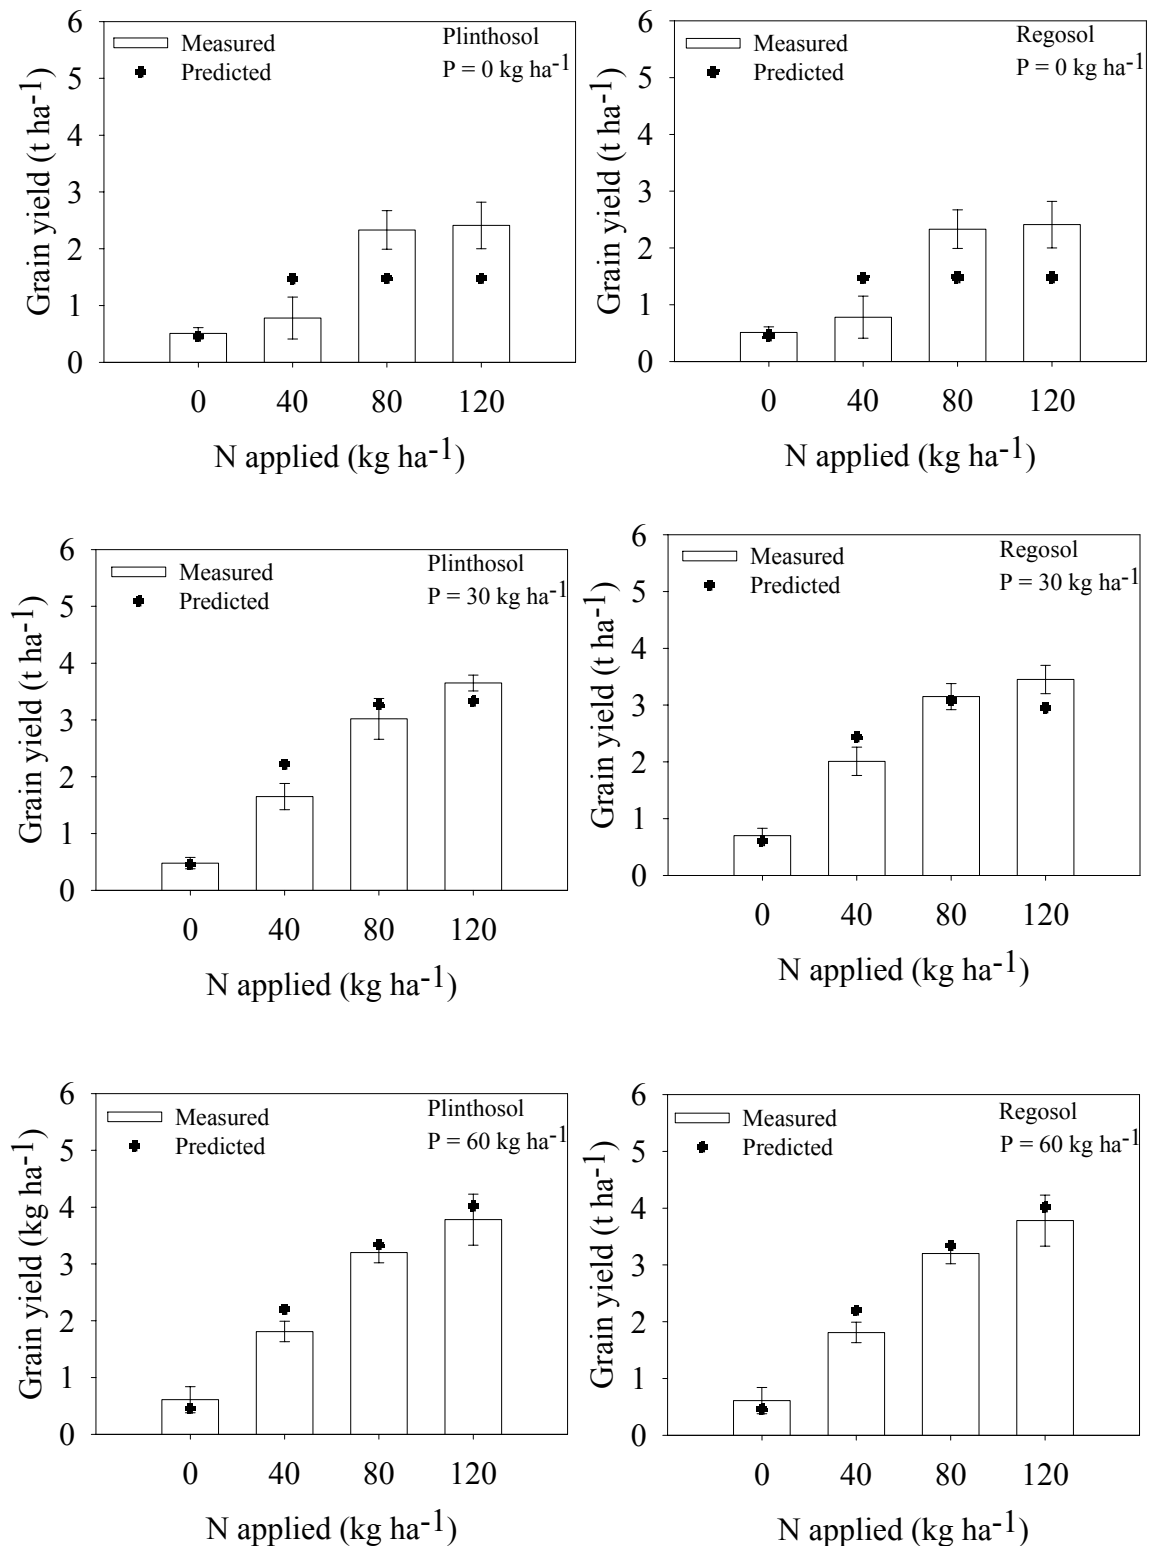 6
5
4
3
2
1
0
Grain yield (t ha-1)
Measured
Predicted
Plinthosol
P = 0 kg ha-1
0 40 80 120
N applied (kg ha-1)
6
5
4
3
2
1
0
Grain yield (t ha-1)
Measured
Predicted
Regosol
P = 0 kg ha-1
0 40 80 120
N applied (kg ha-1)
6
5
4
3
2
1
0
Grain yield (t ha-1)
Measured
Predicted
Plinthosol
P = 30 kg ha-1
0 40 80 120
N applied (kg ha-1)
6
5
4
3
2
1
0
Grain yield (t ha-1)
Measured
Predicted
Regosol
P = 30 kg ha-1
0 40 80 120
N applied (kg ha-1)
6
5
4
3
2
1
0
Grain yield (kg ha-1)
Measured
Predicted
Plinthosol
P = 60 kg ha-1
0 40 80 120
N applied (kg ha-1)
6
5
4
3
2
1
0
Grain yield (t ha-1)
Measured
Predicted
Regosol
P = 60 kg ha-1
0 40 80 120
N applied (kg ha-1)